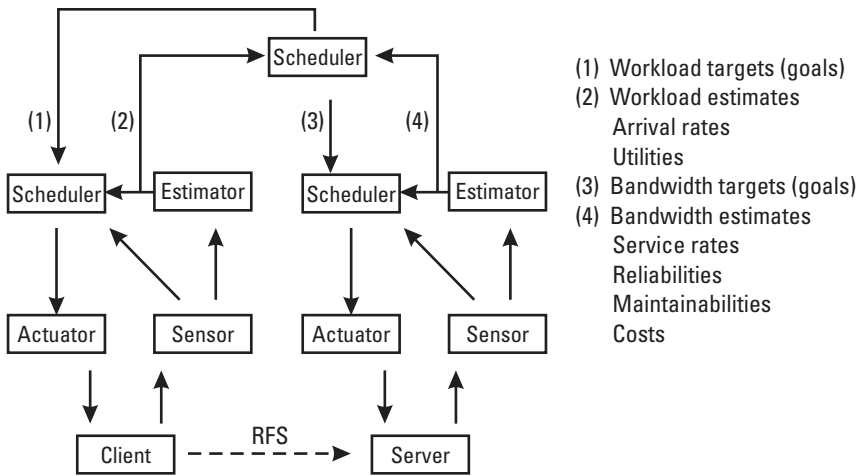 Scheduler
(1)
(2)
(3)
(4)
Scheduler
Estimator
Scheduler
Estimator
Actuator
Sensor
Actuator
Sensor
Client
RFS
Server
(1) Workload targets (goals)
(2) Workload estimates
Arrival rates
Utilities
(3) Bandwidth targets (goals)
(4) Bandwidth estimates
Service rates
Reliabilities
Maintainabilities
Costs